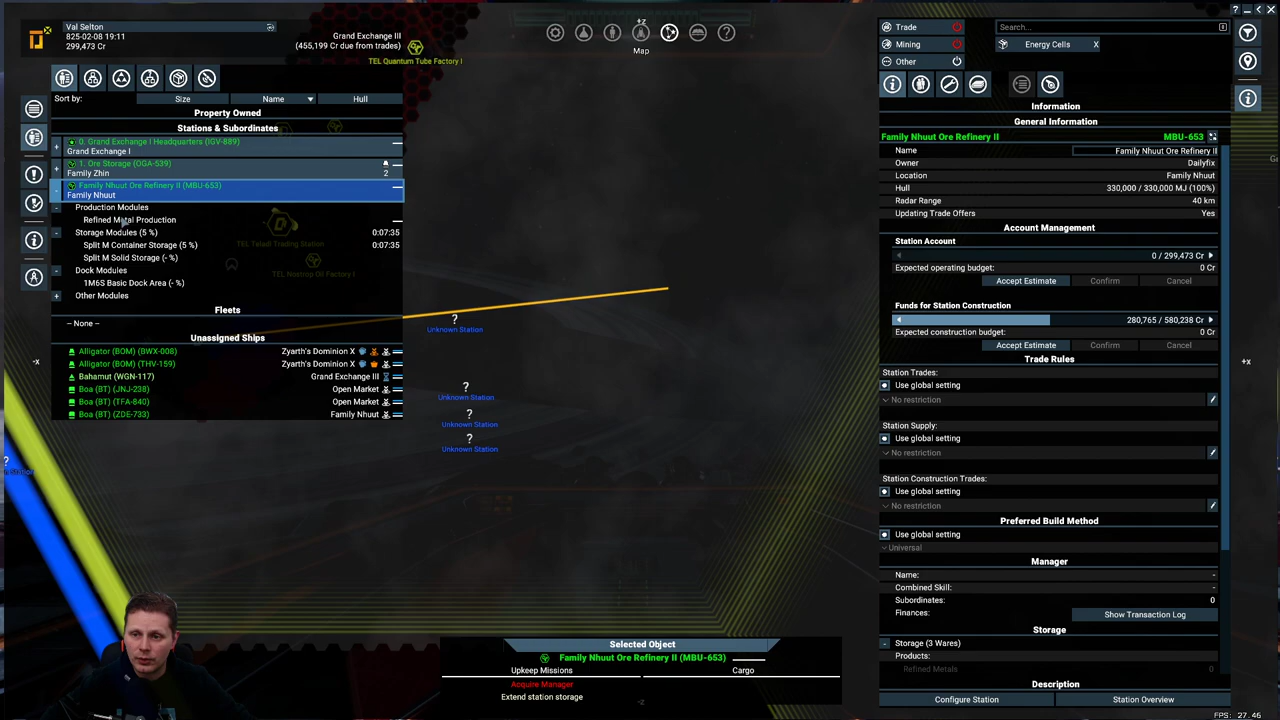 Val Selton
825-02-08 19:11
299,473 Cr
Grand Exchange III
(455,199 Cr due from trades)
TEL Quantum Tube Factory I
+Z
Map
Sort by:
Size
Name
Hull
Property Owned
Stations & Subordinates
0. Grand Exchange I Headquarters (IGV-889)
Grand Exchange I
1. Ore Storage (OGA-539)
Family Zhin
2
Family Nhuut Ore Refinery II (MBU-653)
Family Nhuut
Production Modules
Refined Metal Production
Storage Modules (5 %)
0:07:35
Split M Container Storage (5 %)
0:07:35
Split M Solid Storage (- %)
Dock Modules
1M6S Basic Dock Area (- %)
Other Modules
Fleets
– None –
Unassigned Ships
Alligator (BOM) (BWX-008)
Zyarth's Dominion X
Alligator (BOM) (THV-159)
Zyarth's Dominion X
Bahamut (WGN-117)
Grand Exchange III
Boa (BT) (JNJ-238)
Open Market
Boa (BT) (TFA-840)
Open Market
Boa (BT) (ZDE-733)
Family Nhuut
TEL Taladi Trading Station
TEL Nostrop Oil Factory I
?
Unknown Station
?
Unknown Station
?
Unknown Station
?
Unknown Station
-X
+X
-Z
Selected Object
Family Nhuut Ore Refinery II (MBU-653)
Upkeep Missions
Cargo
Acquire Manager
Extend station storage
Trade
Mining
Other
Search...
Energy Cells
X
Information
General Information
Family Nhuut Ore Refinery II
MBU-653
Name
Family Nhuut Ore Refinery II
Owner
Dailyfix
Location
Family Nhuut
Hull
330,000 / 330,000 MJ (100%)
Radar Range
40 km
Updating Trade Offers
Yes
Account Management
Station Account
0 / 299,473 Cr
Expected operating budget:
0 Cr
Accept Estimate
Confirm
Cancel
Funds for Station Construction
280,765 / 580,238 Cr
Expected construction budget:
0 Cr
Accept Estimate
Confirm
Cancel
Trade Rules
Station Trades:
Use global setting
No restriction
Station Supply:
Use global setting
No restriction
Station Construction Trades:
Use global setting
No restriction
Preferred Build Method
Use global setting
Universal
Manager
Name:
-
Combined Skill:
-
Subordinates:
0
Finances:
Show Transaction Log
Storage
Storage (3 Wares)
Products:
Refined Metals
0
Description
Configure Station
Station Overview
FPS: 27.46